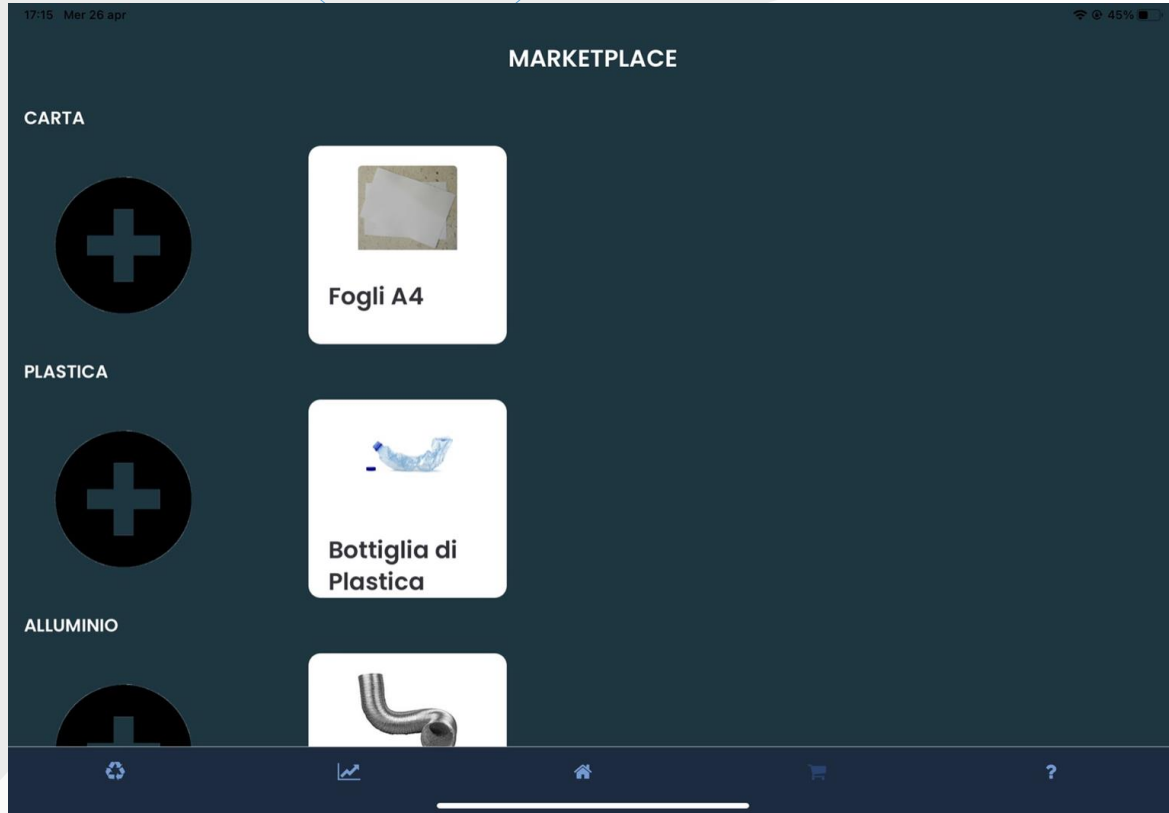 17:15 Mer 26 apr
45%
MARKETPLACE
CARTA
Fogli A4
PLASTICA
Bottiglia di
Plastica
ALLUMINIO
?